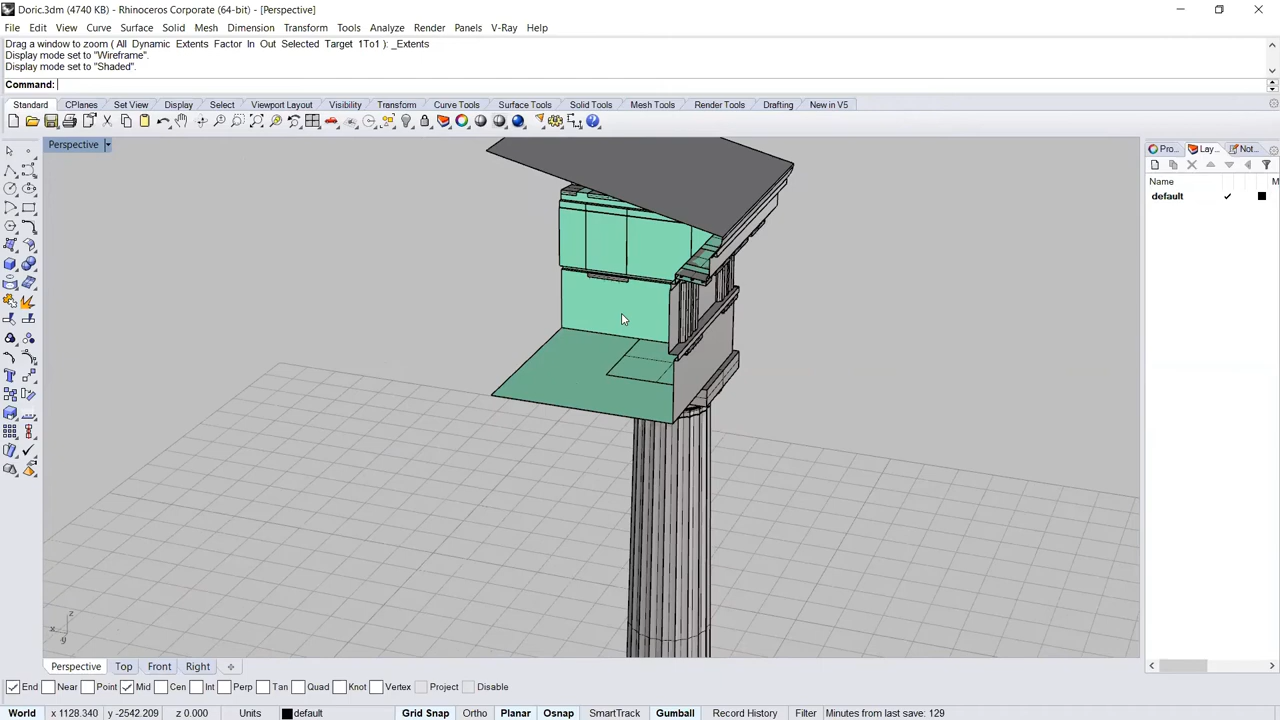 Doric.3dm (4740 KB) - Rhinoceros Corporate (64-bit) - [Perspective]
File Edit View Curve Surface Solid Mesh Dimension Transform Tools Analyze Render Panels V-Ray Help
Drag a window to zoom ( All Dynamic Extents Factor In Out Selected Target 1To1 ): _Extents
Display mode set to "Wireframe".
Display mode set to "Shaded".
Command:
Standard CPlanes Set View Display Select Viewport Layout Visibility Transform Curve Tools Surface Tools Solid Tools Mesh Tools Render Tools Drafting New in V5
Perspective
Pro... Lay... Not...
Name M
default
z
x
y
Perspective Top Front Right
End Near Point Mid Cen Int Perp Tan Quad Knot Vertex Project Disable
World x 1128.340 y -2542.209 z 0.000 Units default Grid Snap Ortho Planar Osnap SmartTrack Gumball Record History Filter Minutes from last save: 129